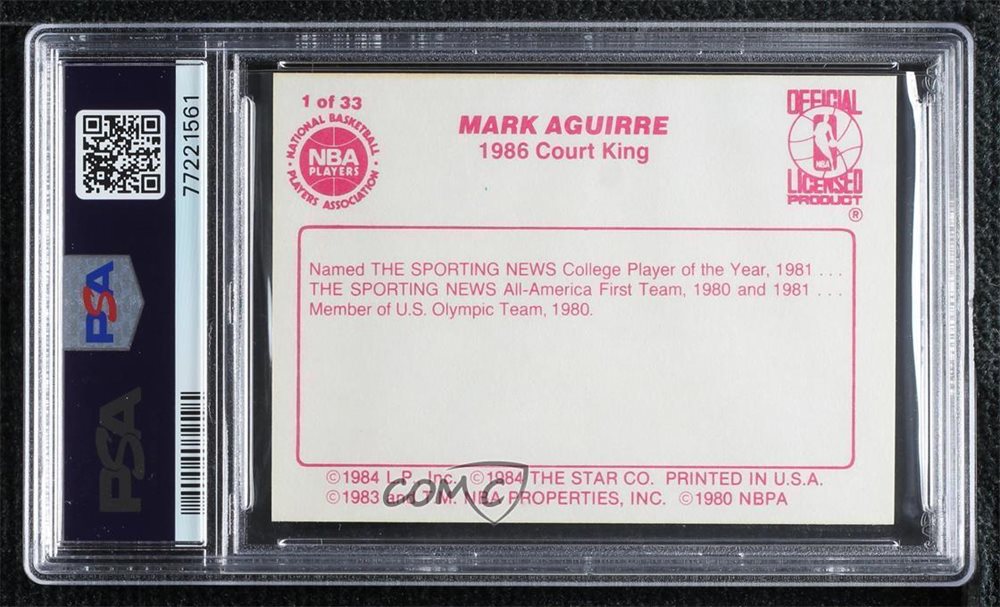 77221561
PSA
PSA
1 of 33
NATIONAL BASKETBALL
NBA
PLAYERS
PLAYERS ASSOCIATION
MARK AGUIRRE
1986 Court King
OFFICIAL
NBA
LICENSED
PRODUCT
®
Named THE SPORTING NEWS College Player of the Year, 1981 . . .
THE SPORTING NEWS All-America First Team, 1980 and 1981 . . .
Member of U.S. Olympic Team, 1980.
©1984 L.P., Inc. ©1984 THE STAR CO. PRINTED IN U.S.A.
©1983 and T.M. NBA PROPERTIES, INC. ©1980 NBPA
COMC